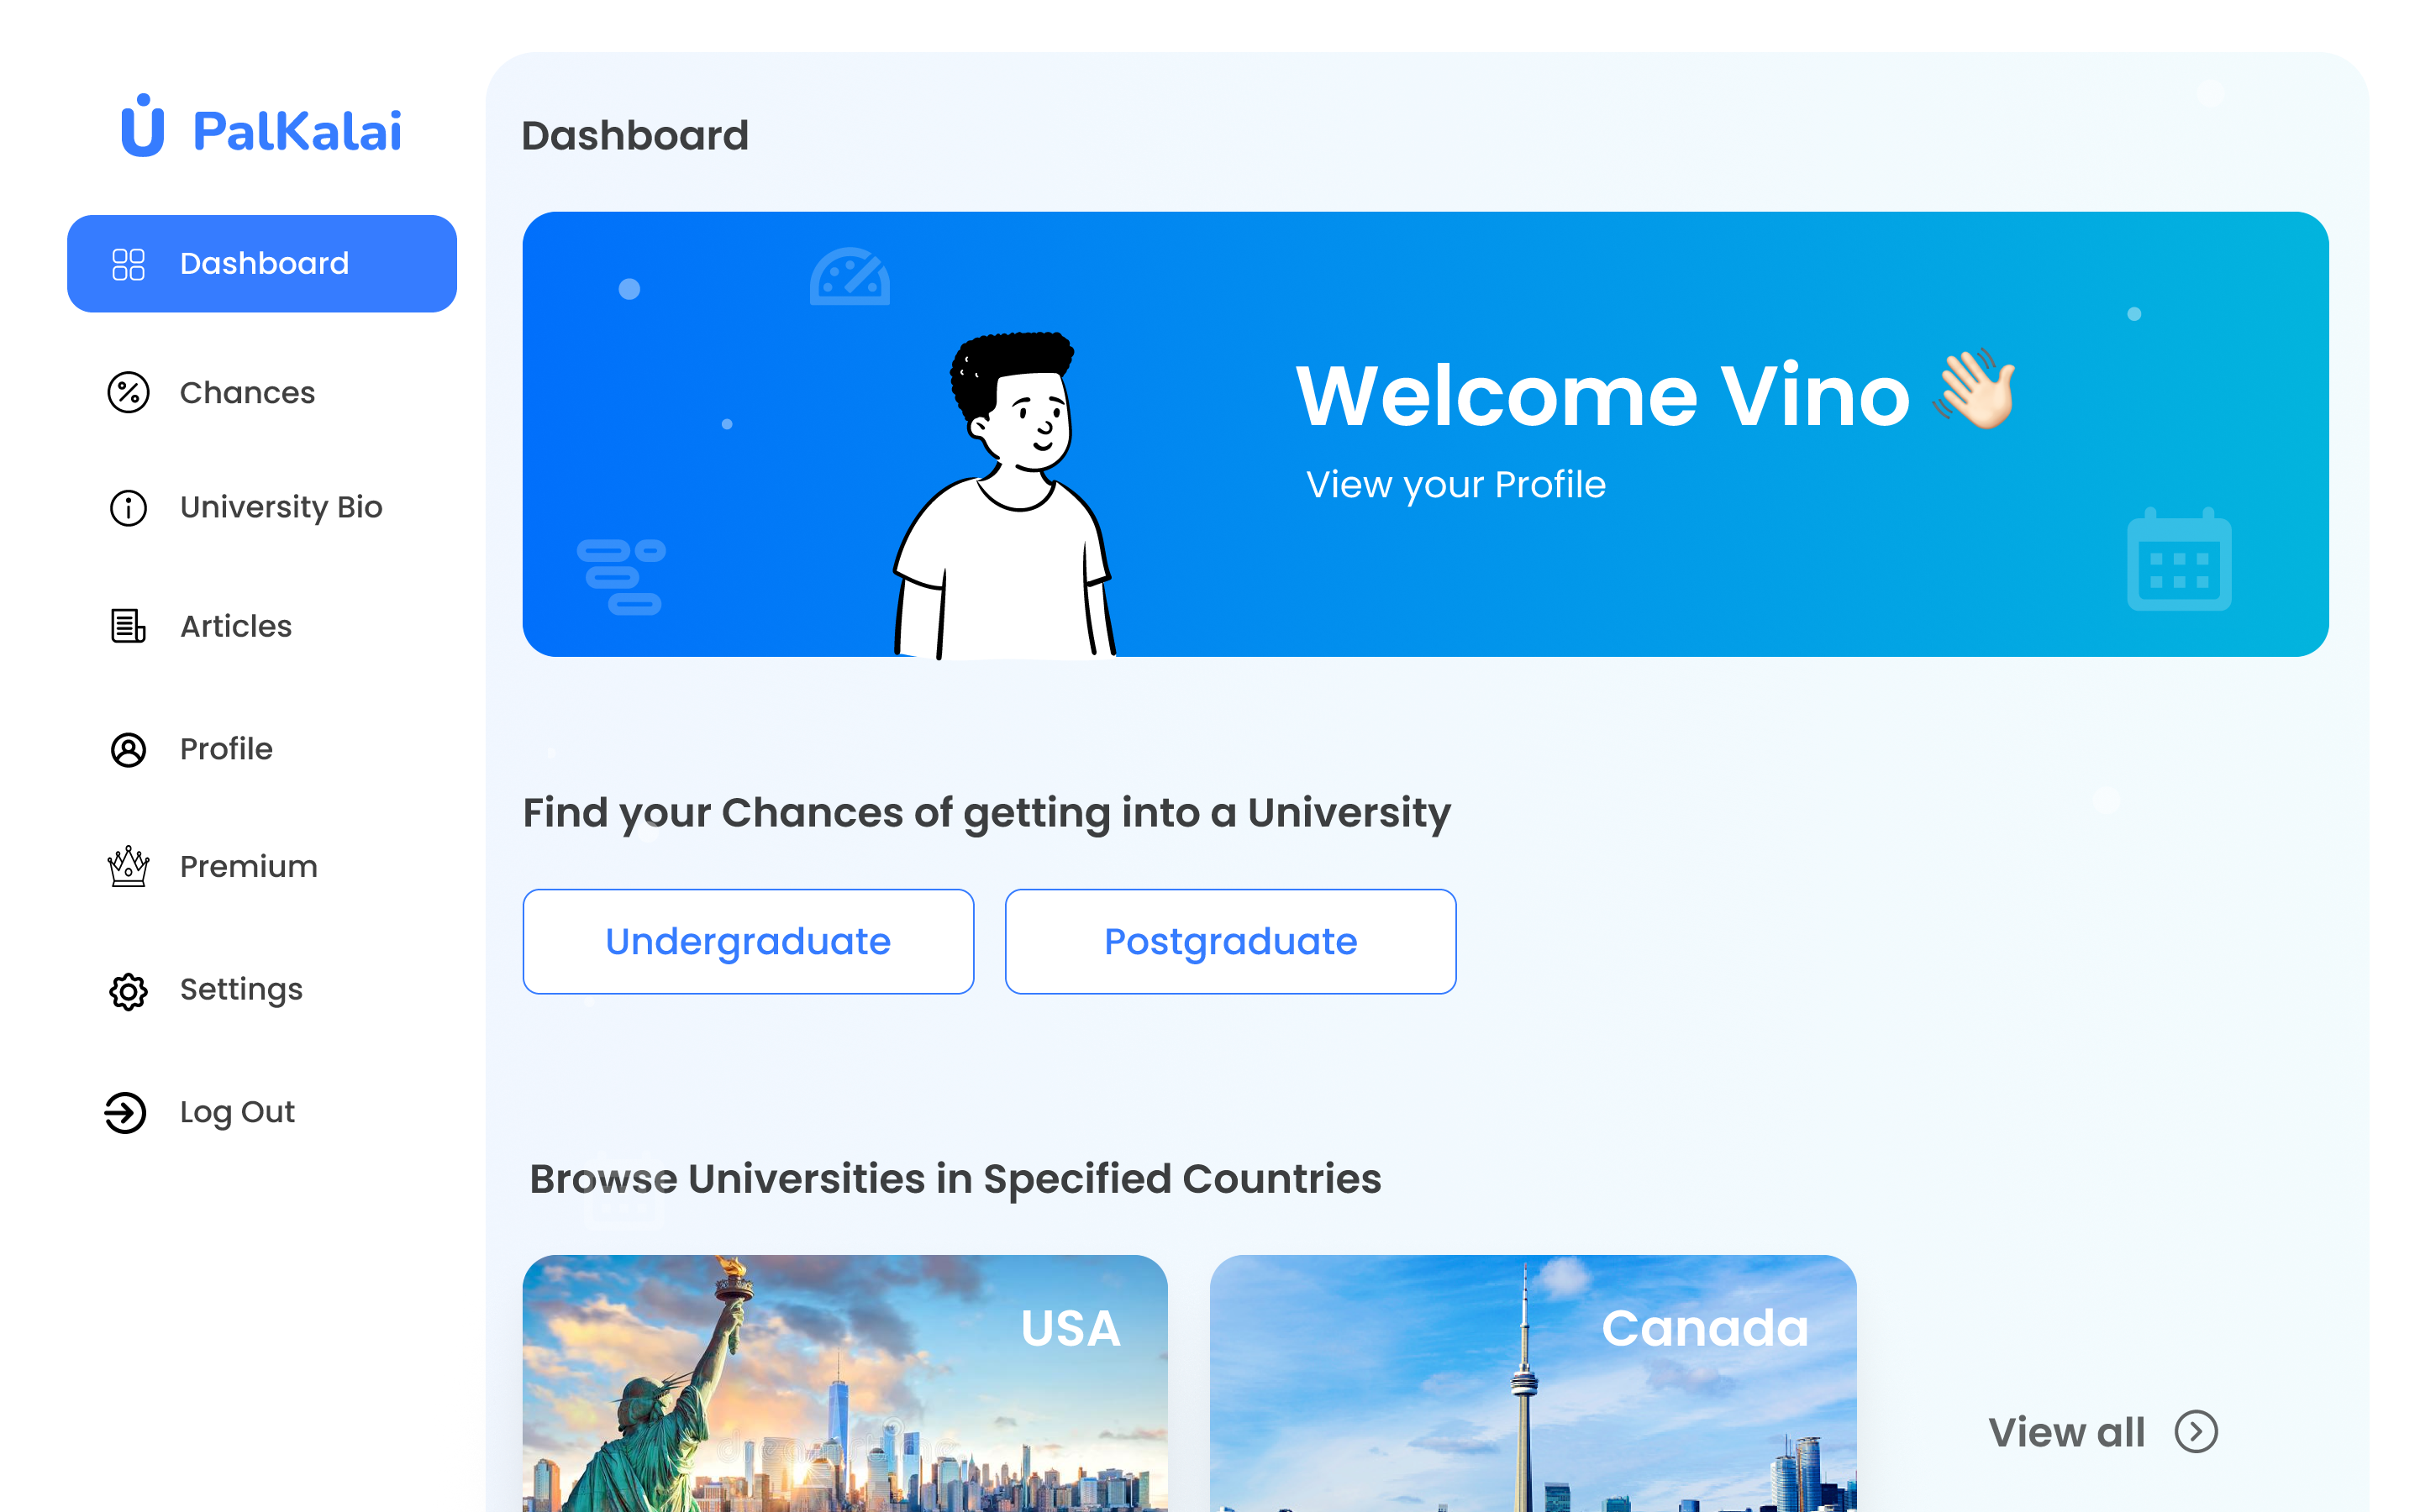 PalKalai
Dashboard
Chances
University Bio
Articles
Profile
Premium
Settings
Log Out
Dashboard
Welcome Vino 👋🏻
View your Profile
Find your Chances of getting into a University
Undergraduate
Postgraduate
Browse Universities in Specified Countries
USA
Canada
View all